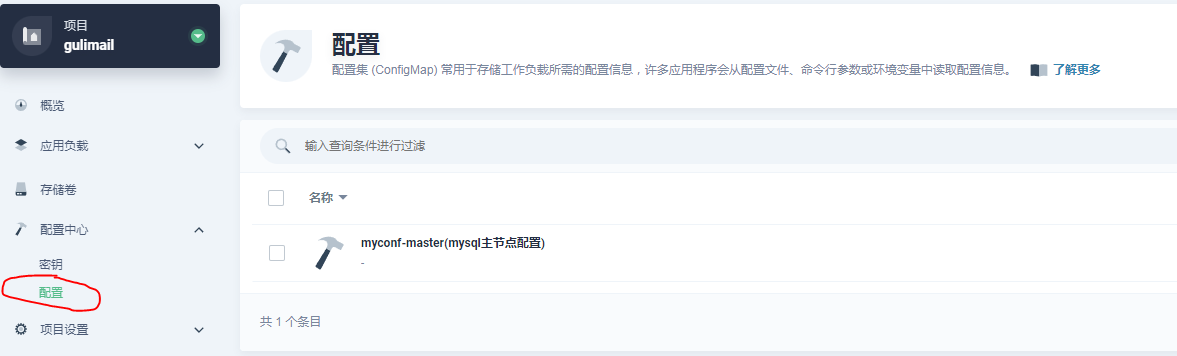 项目
gulimail
概览
应用负载
存储卷
配置中心
密钥
配置
项目设置
配置
配置集 (ConfigMap) 常用于存储工作负载所需的配置信息，许多应用程序会从配置文件、命令行参数或环境变量中读取配置信息。 了解更多
输入查询条件进行过滤
名称
myconf-master(mysql主节点配置)
-
共 1 个条目